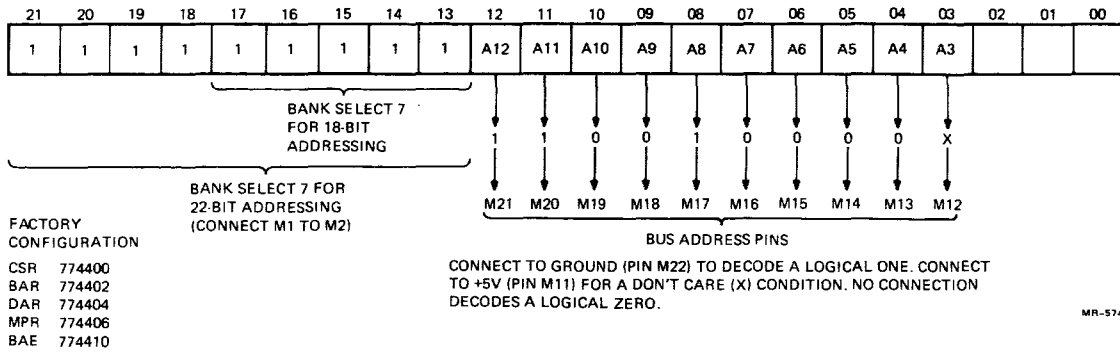 21 20 19 18 17 16 15 14 13 12 11 10 09 08 07 06 05 04 03 02 01 00
1 1 1 1 1 1 1 1 1 A12 A11 A10 A9 A8 A7 A6 A5 A4 A3
BANK SELECT 7
FOR 18-BIT
ADDRESSING
1 1 0 0 1 0 0 0 0 X
BANK SELECT 7 FOR
22-BIT ADDRESSING
(CONNECT M1 TO M2)
M21 M20 M19 M18 M17 M16 M15 M14 M13 M12
BUS ADDRESS PINS
FACTORY
CONFIGURATION
CSR 774400
BAR 774402
DAR 774404
MPR 774406
BAE 774410
CONNECT TO GROUND (PIN M22) TO DECODE A LOGICAL ONE. CONNECT
TO +5V (PIN M11) FOR A DON'T CARE (X) CONDITION. NO CONNECTION
DECODES A LOGICAL ZERO.
MR-574